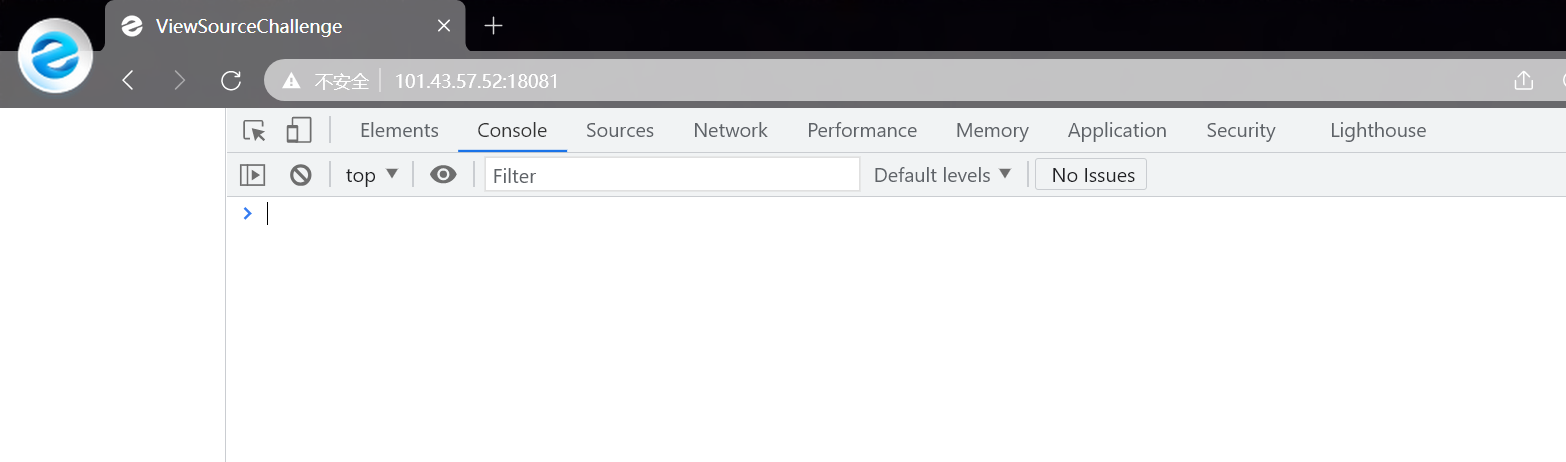 ViewSourceChallenge
不安全 101.43.57.52:18081
Elements Console Sources Network Performance Memory Application Security Lighthouse
top Filter Default levels No Issues